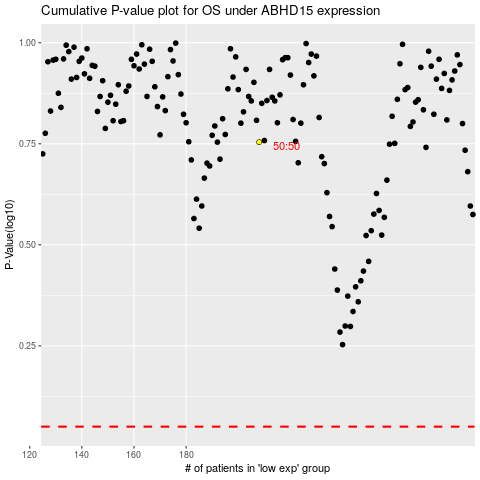 Cumulative P-value plot for OS under ABHD15 expression
P-Value(log10)
1.00
0.75
0.50
0.25
50:50
120 140 160 180
# of patients in 'low exp' group